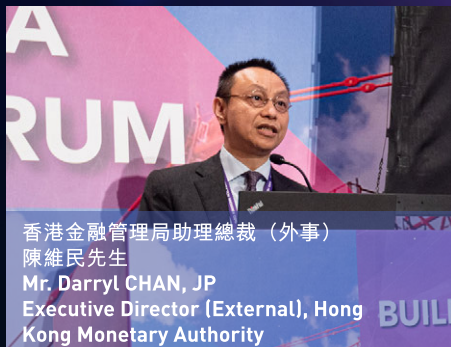 A
RUM
香港金融管理局助理總裁（外事）
陳維民先生
Mr. Darryl CHAN, JP
Executive Director (External), Hong
Kong Monetary Authority
BUIL